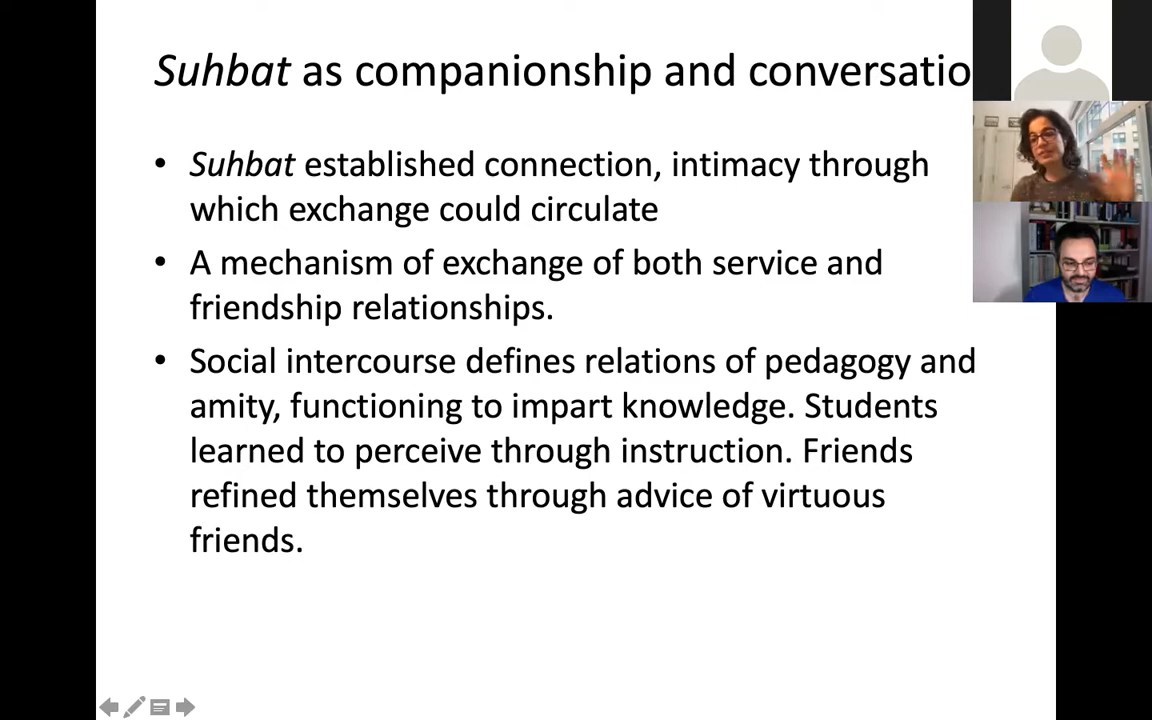 Suhbat as companionship and conversatio
• Suhbat established connection, intimacy through
which exchange could circulate
• A mechanism of exchange of both service and
friendship relationships.
• Social intercourse defines relations of pedagogy and
amity, functioning to impart knowledge. Students
learned to perceive through instruction. Friends
refined themselves through advice of virtuous
friends.